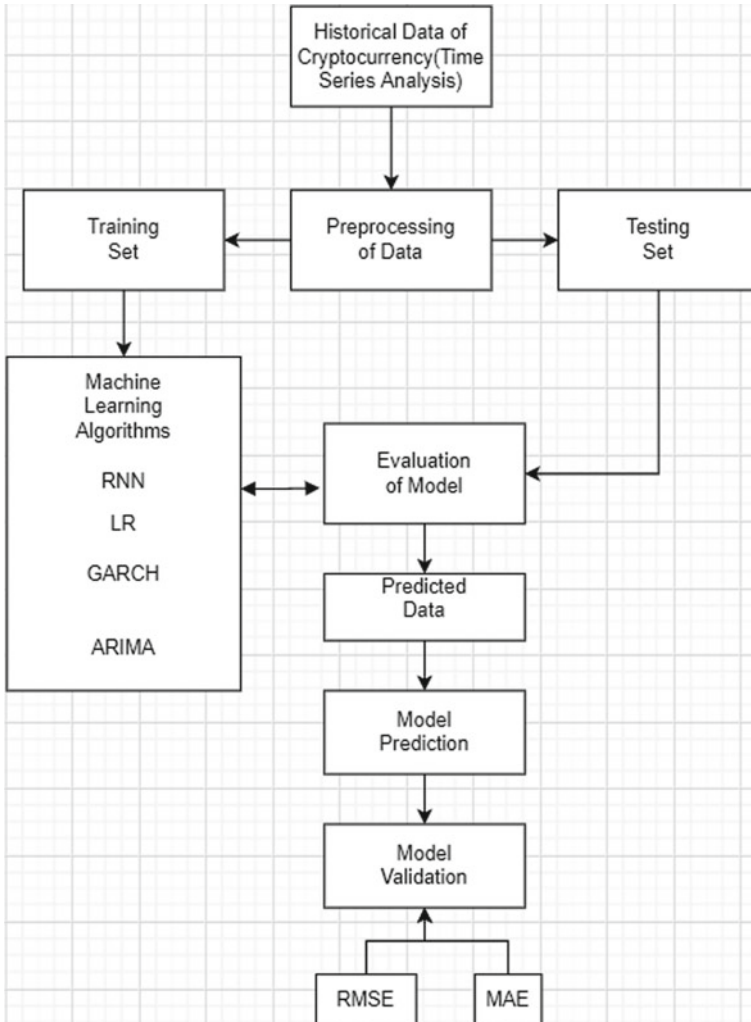 Historical Data of
Cryptocurrency(Time
Series Analysis)
Training
Set
Preprocessing
of Data
Testing
Set
Machine
Learning
Algorithms
RNN
LR
GARCH
ARIMA
Evaluation
of Model
Predicted
Data
Model
Prediction
Model
Validation
RMSE
MAE